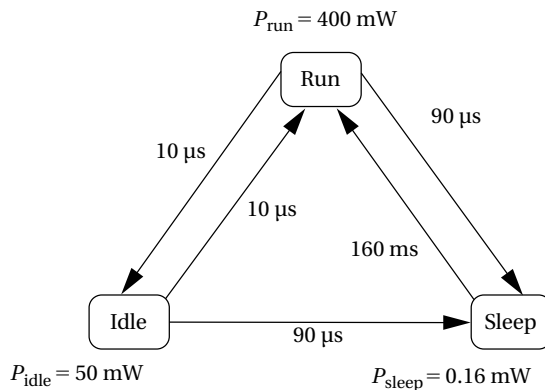 P_run = 400 mW
Run
10 µs
90 µs
10 µs
160 ms
Idle
90 µs
Sleep
P_idle = 50 mW
P_sleep = 0.16 mW